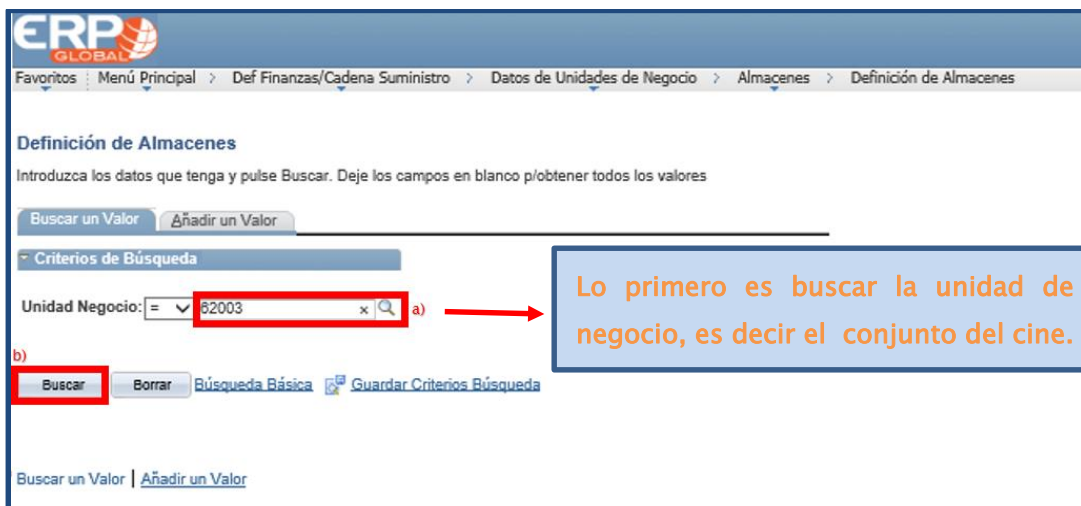 ERP
GLOBAL
Favoritos Menú Principal > Def Finanzas/Cadena Suministro > Datos de Unidades de Negocio > Almacenes > Definición de Almacenes
Definición de Almacenes
Introduzca los datos que tenga y pulse Buscar. Deje los campos en blanco p/obtener todos los valores
Buscar un Valor Añadir un Valor
Criterios de Búsqueda
Unidad Negocio: = 62003 x a)
Lo primero es buscar la unidad de
negocio, es decir el conjunto del cine.
b)
Buscar Borrar Búsqueda Básica Guardar Criterios Búsqueda
Buscar un Valor | Añadir un Valor